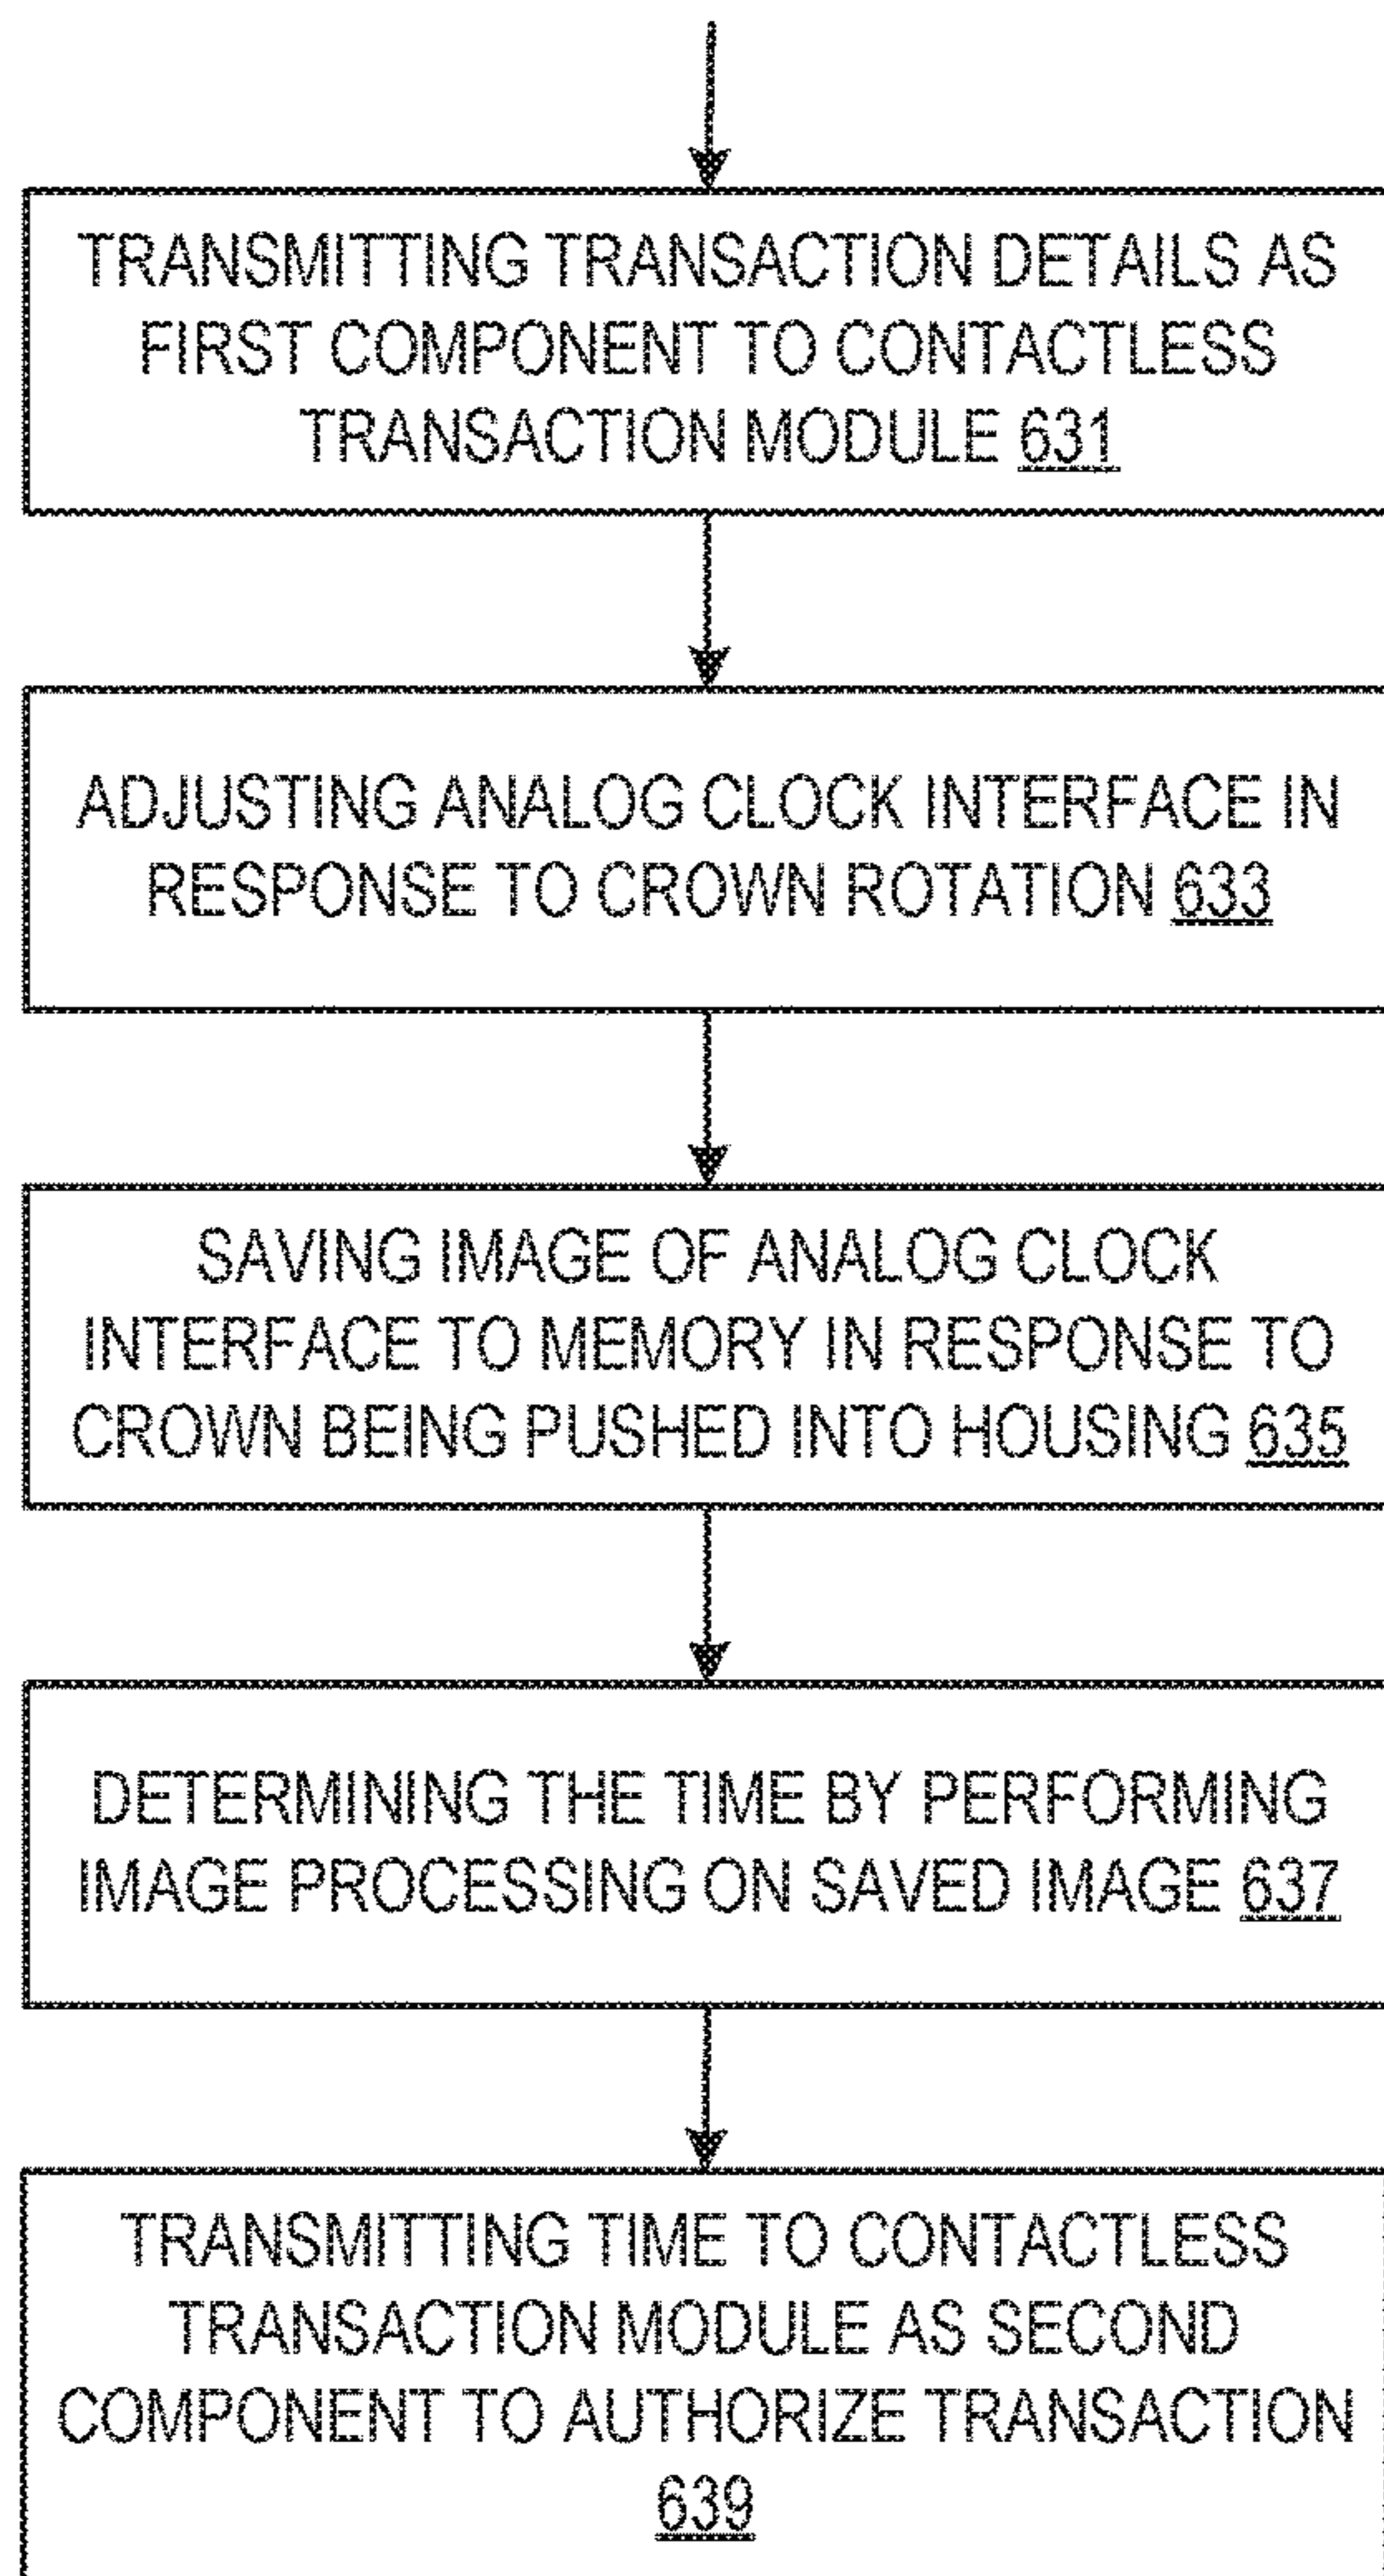 TRANSMITTING TRANSACTION DETAILS AS
FIRST COMPONENT TO CONTACTLESS
TRANSACTION MODULE 631
ADJUSTING ANALOG CLOCK INTERFACE IN
RESPONSE TO CROWN ROTATION 633
SAVING IMAGE OF ANALOG CLOCK
INTERFACE TO MEMORY IN RESPONSE TO
CROWN BEING PUSHED INTO HOUSING 635
DETERMINING THE TIME BY PERFORMING
IMAGE PROCESSING ON SAVED IMAGE 637
TRANSMITTING TIME TO CONTACTLESS
TRANSACTION MODULE AS SECOND
COMPONENT TO AUTHORIZE TRANSACTION
639